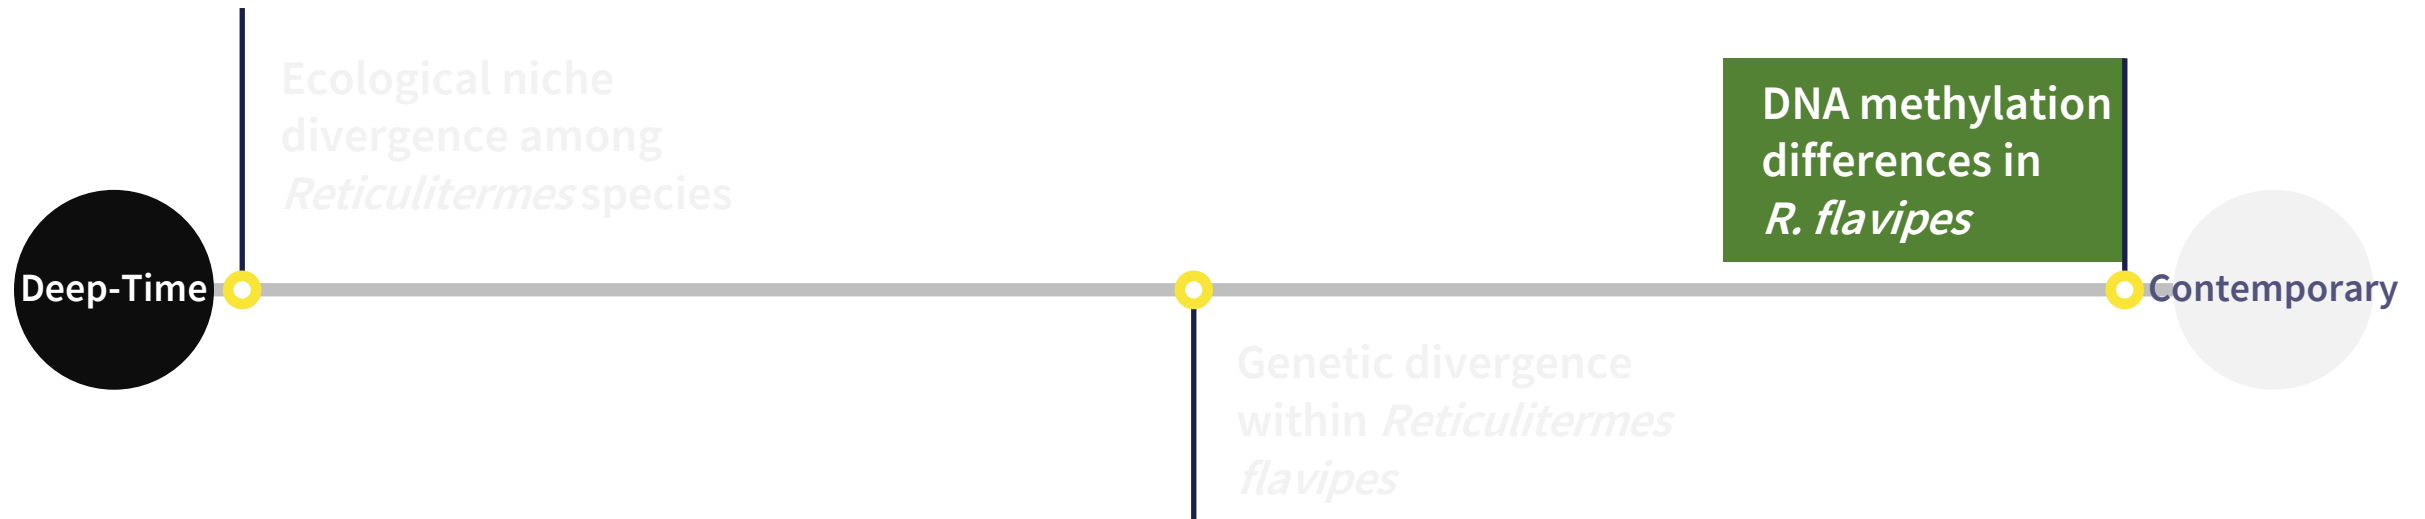 Ecological niche
divergence among
Reticulitermes species
DNA methylation
differences in
R. flavipes
Deep-Time
Contemporary
Genetic divergence
within Reticulitermes
flavipes